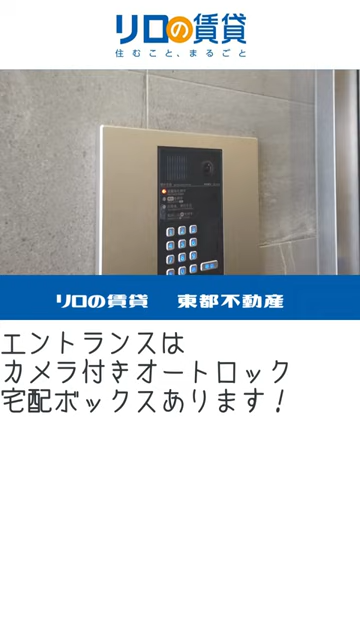 リロの賃貸
住むこと、まるごと
リロの賃貸 東都不動産
エントランスは
カメラ付きオートロック
宅配ボックスあります!